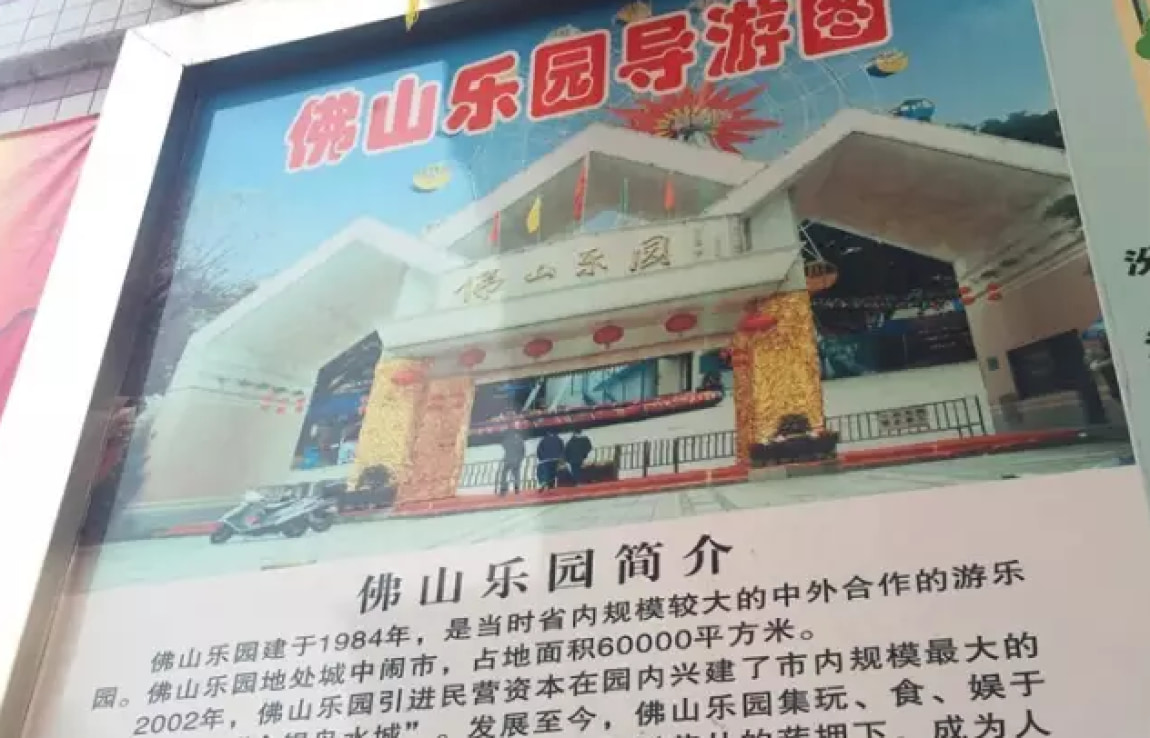 佛山乐园导游图
佛山乐园
佛山乐园简介
佛山乐园建于1984年，是当时省内规模较大的中外合作的游乐
园。佛山乐园地处城中闹市，占地面积60000平方米。
2002年，佛山乐园引进民营资本在园内兴建了市内规模最大的
水城”。发展至今，佛山乐园集玩、食、娱于
下，成为人